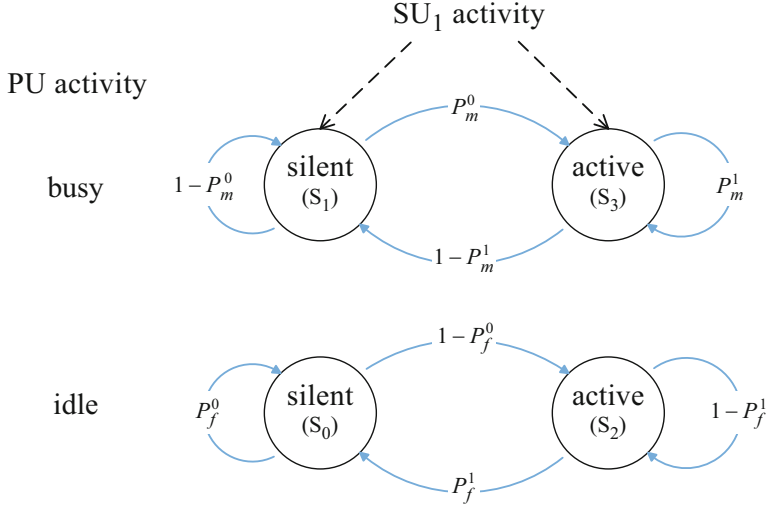 SU₁ activity
PU activity
P_m^0
silent
(S₁)
active
(S₃)
busy
1 − P_m^0
P_m^1
1 − P_m^1
1 − P_f^0
silent
(S₀)
active
(S₂)
idle
P_f^0
1 − P_f^1
P_f^1